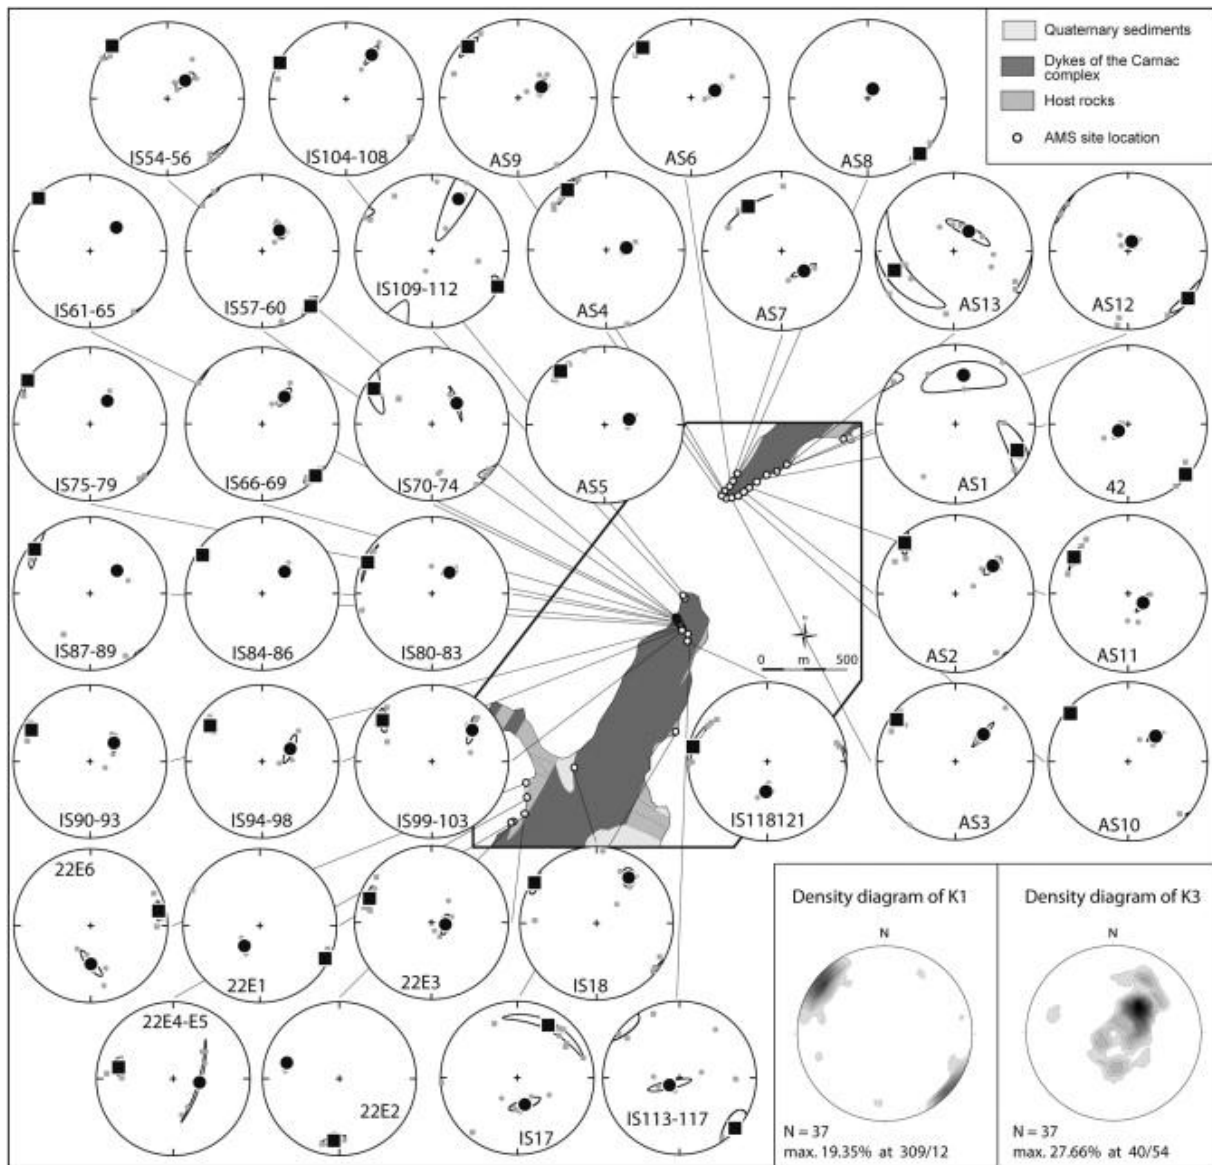 Quaternary sediments
Dykes of the Carnac
complex
Host rocks
AMS site location
IS54-56
IS104-108
AS9
AS6
AS8
IS61-65
IS57-60
IS109-112
AS4
AS7
AS13
AS12
IS75-79
IS66-69
IS70-74
AS5
AS1
42
IS87-89
IS84-86
IS80-83
AS2
AS11
0 m 500
IS90-93
IS94-98
IS99-103
IS118121
AS3
AS10
22E6
22E1
22E3
IS18
22E4-E5
22E2
IS17
IS113-117
Density diagram of K1
N
N = 37
max. 19.35% at 309/12
Density diagram of K3
N
N = 37
max. 27.66% at 40/54